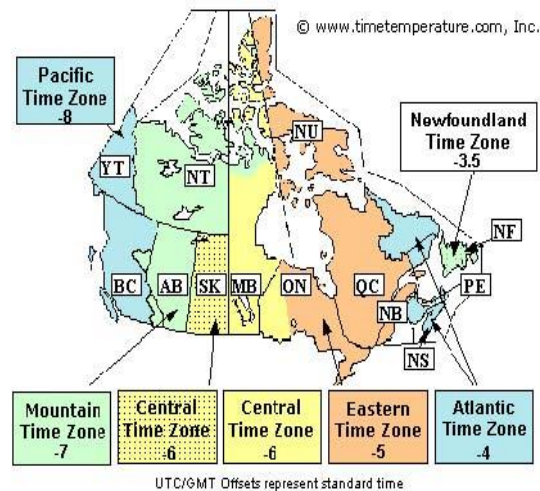 © www.timetemperature.com, Inc.
Pacific
Time Zone
-8
Newfoundland
Time Zone
-3.5
NU
YT
NT
NF
BC
AB
SK
MB
ON
QC
PE
NB
NS
Mountain
Time Zone
-7
Central
Time Zone
-6
Central
Time Zone
-6
Eastern
Time Zone
-5
Atlantic
Time Zone
-4
UTC/GMT Offsets represent standard time